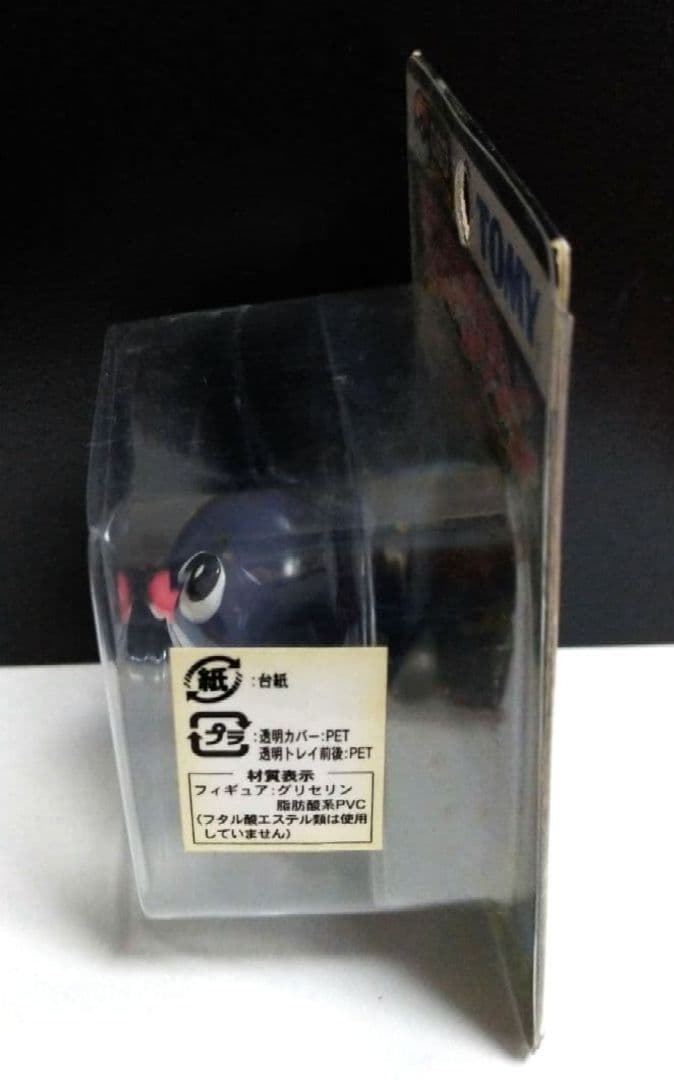 TOMY
紙:台紙
プラ:透明カバー:PET
透明トレイ前後:PET
材質表示
フィギュア:グリセリン
脂肪酸系PVC
(フタル酸エステル類は使用
していません)